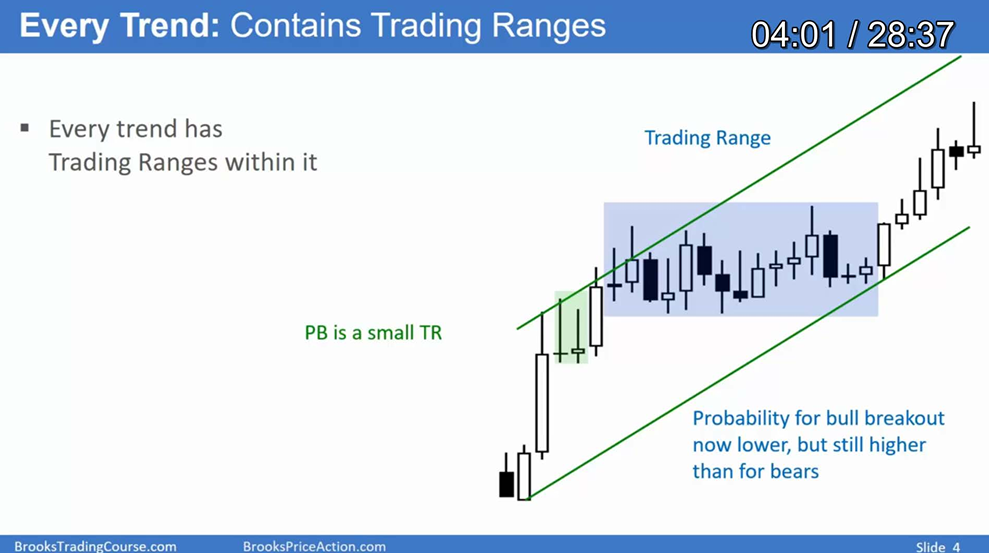 Every Trend: Contains Trading Ranges
04:01 / 28:37
▪ Every trend has
Trading Ranges within it
Trading Range
PB is a small TR
Probability for bull breakout
now lower, but still higher
than for bears
BrooksTradingCourse.com
BrooksPriceAction.com
Slide 4